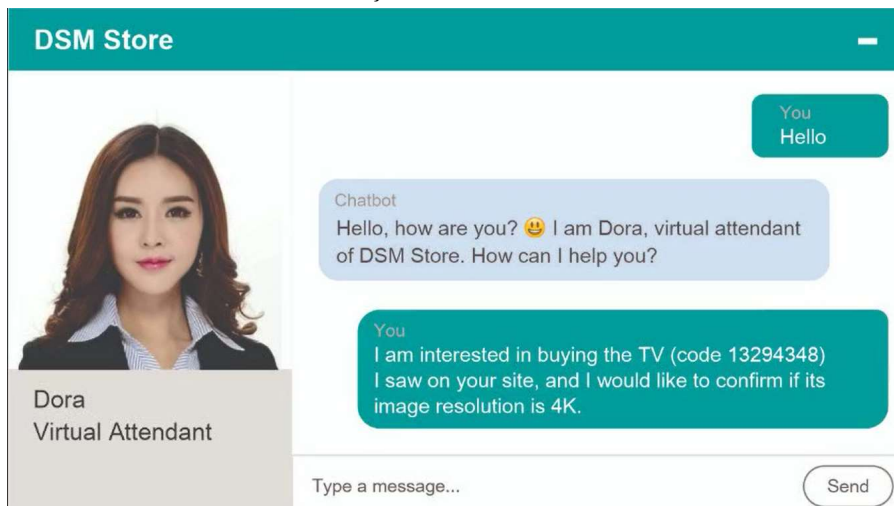 DSM Store
You
Hello
Chatbot
Hello, how are you? 😃 I am Dora, virtual attendant
of DSM Store. How can I help you?
You
I am interested in buying the TV (code 13294348)
I saw on your site, and I would like to confirm if its
image resolution is 4K.
Dora
Virtual Attendant
Type a message...
Send